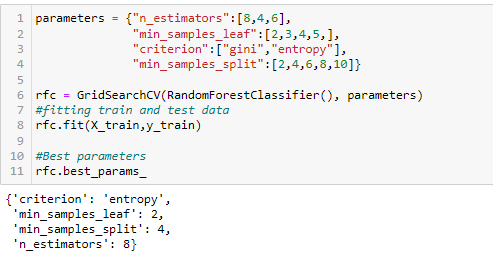 1 parameters = {"n_estimators":[8,4,6],
2 "min_samples_leaf":[2,3,4,5,],
3 "criterion":["gini","entropy"],
4 "min_samples_split":[2,4,6,8,10]}
5
6 rfc = GridSearchCV(RandomForestClassifier(), parameters)
7 #fitting train and test data
8 rfc.fit(X_train,y_train)
9
10 #Best parameters
11 rfc.best_params_
{'criterion': 'entropy',
'min_samples_leaf': 2,
'min_samples_split': 4,
'n_estimators': 8}